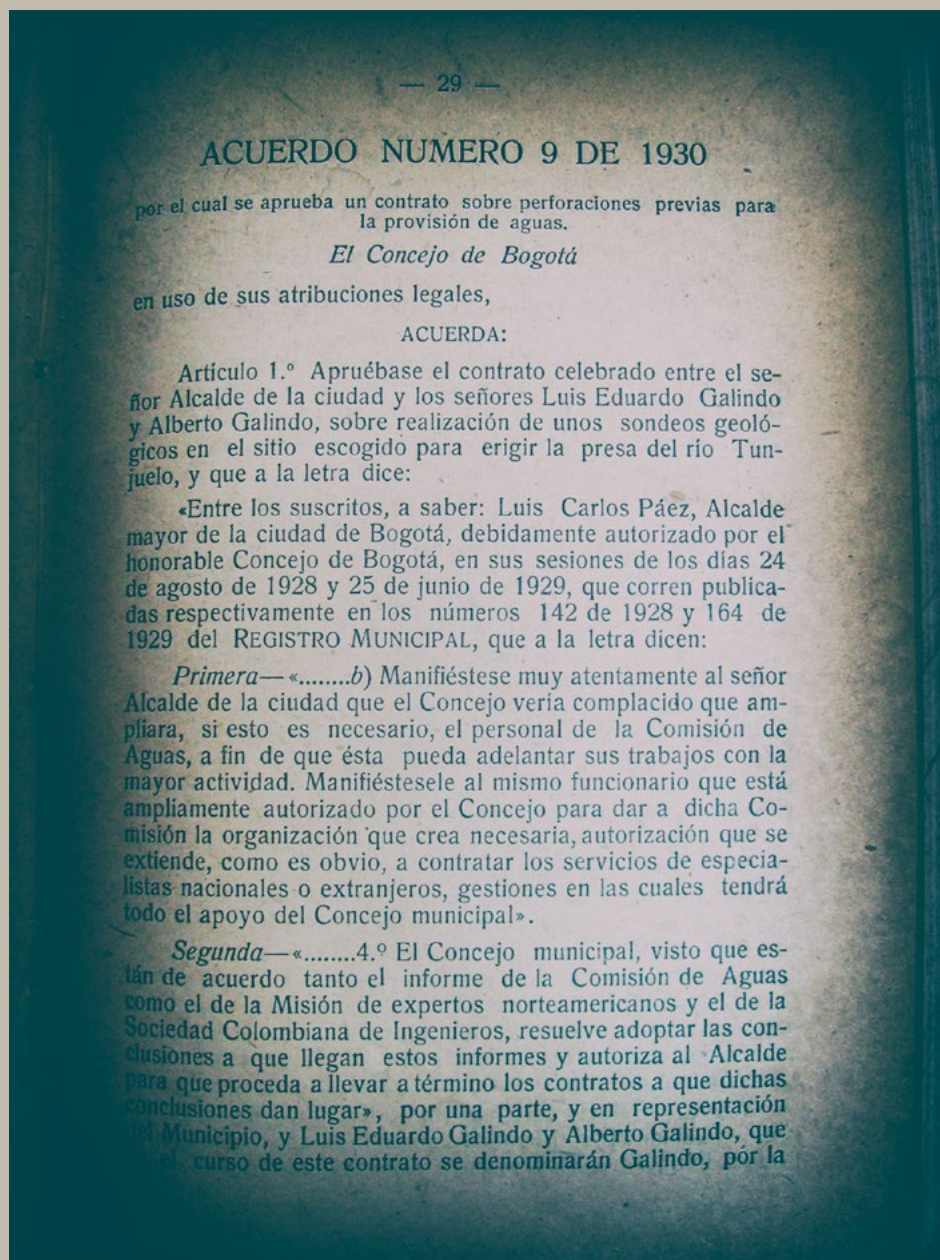 — 29 —
ACUERDO NUMERO 9 DE 1930
por el cual se aprueba un contrato sobre perforaciones previas para
la provisión de aguas.
El Concejo de Bogotá
en uso de sus atribuciones legales,
ACUERDA:
Artículo 1.º Apruébase el contrato celebrado entre el se-
ñor Alcalde de la ciudad y los señores Luis Eduardo Galindo
y Alberto Galindo, sobre realización de unos sondeos geoló-
gicos en el sitio escogido para erigir la presa del río Tun-
juelo, y que a la letra dice:
«Entre los suscritos, a saber: Luis Carlos Páez, Alcalde
mayor de la ciudad de Bogotá, debidamente autorizado por el
honorable Concejo de Bogotá, en sus sesiones de los días 24
de agosto de 1928 y 25 de junio de 1929, que corren publica-
das respectivamente en los números 142 de 1928 y 164 de
1929 del REGISTRO MUNICIPAL, que a la letra dicen:
Primera—«........b) Manifiéstese muy atentamente al señor
Alcalde de la ciudad que el Concejo vería complacido que am-
pliara, si esto es necesario, el personal de la Comisión de
Aguas, a fin de que ésta pueda adelantar sus trabajos con la
mayor actividad. Manifiéstesele al mismo funcionario que está
ampliamente autorizado por el Concejo para dar a dicha Co-
misión la organización que crea necesaria, autorización que se
extiende, como es obvio, a contratar los servicios de especia-
listas nacionales o extranjeros, gestiones en las cuales tendrá
todo el apoyo del Concejo municipal».
Segunda—«........4.º El Concejo municipal, visto que es-
tán de acuerdo tanto el informe de la Comisión de Aguas
como el de la Misión de expertos norteamericanos y el de la
Sociedad Colombiana de Ingenieros, resuelve adoptar las con-
clusiones a que llegan estos informes y autoriza al Alcalde
para que proceda a llevar a término los contratos a que dichas
conclusiones dan lugar», por una parte, y en representación
del Municipio, y Luis Eduardo Galindo y Alberto Galindo, que
el curso de este contrato se denominarán Galindo, por la